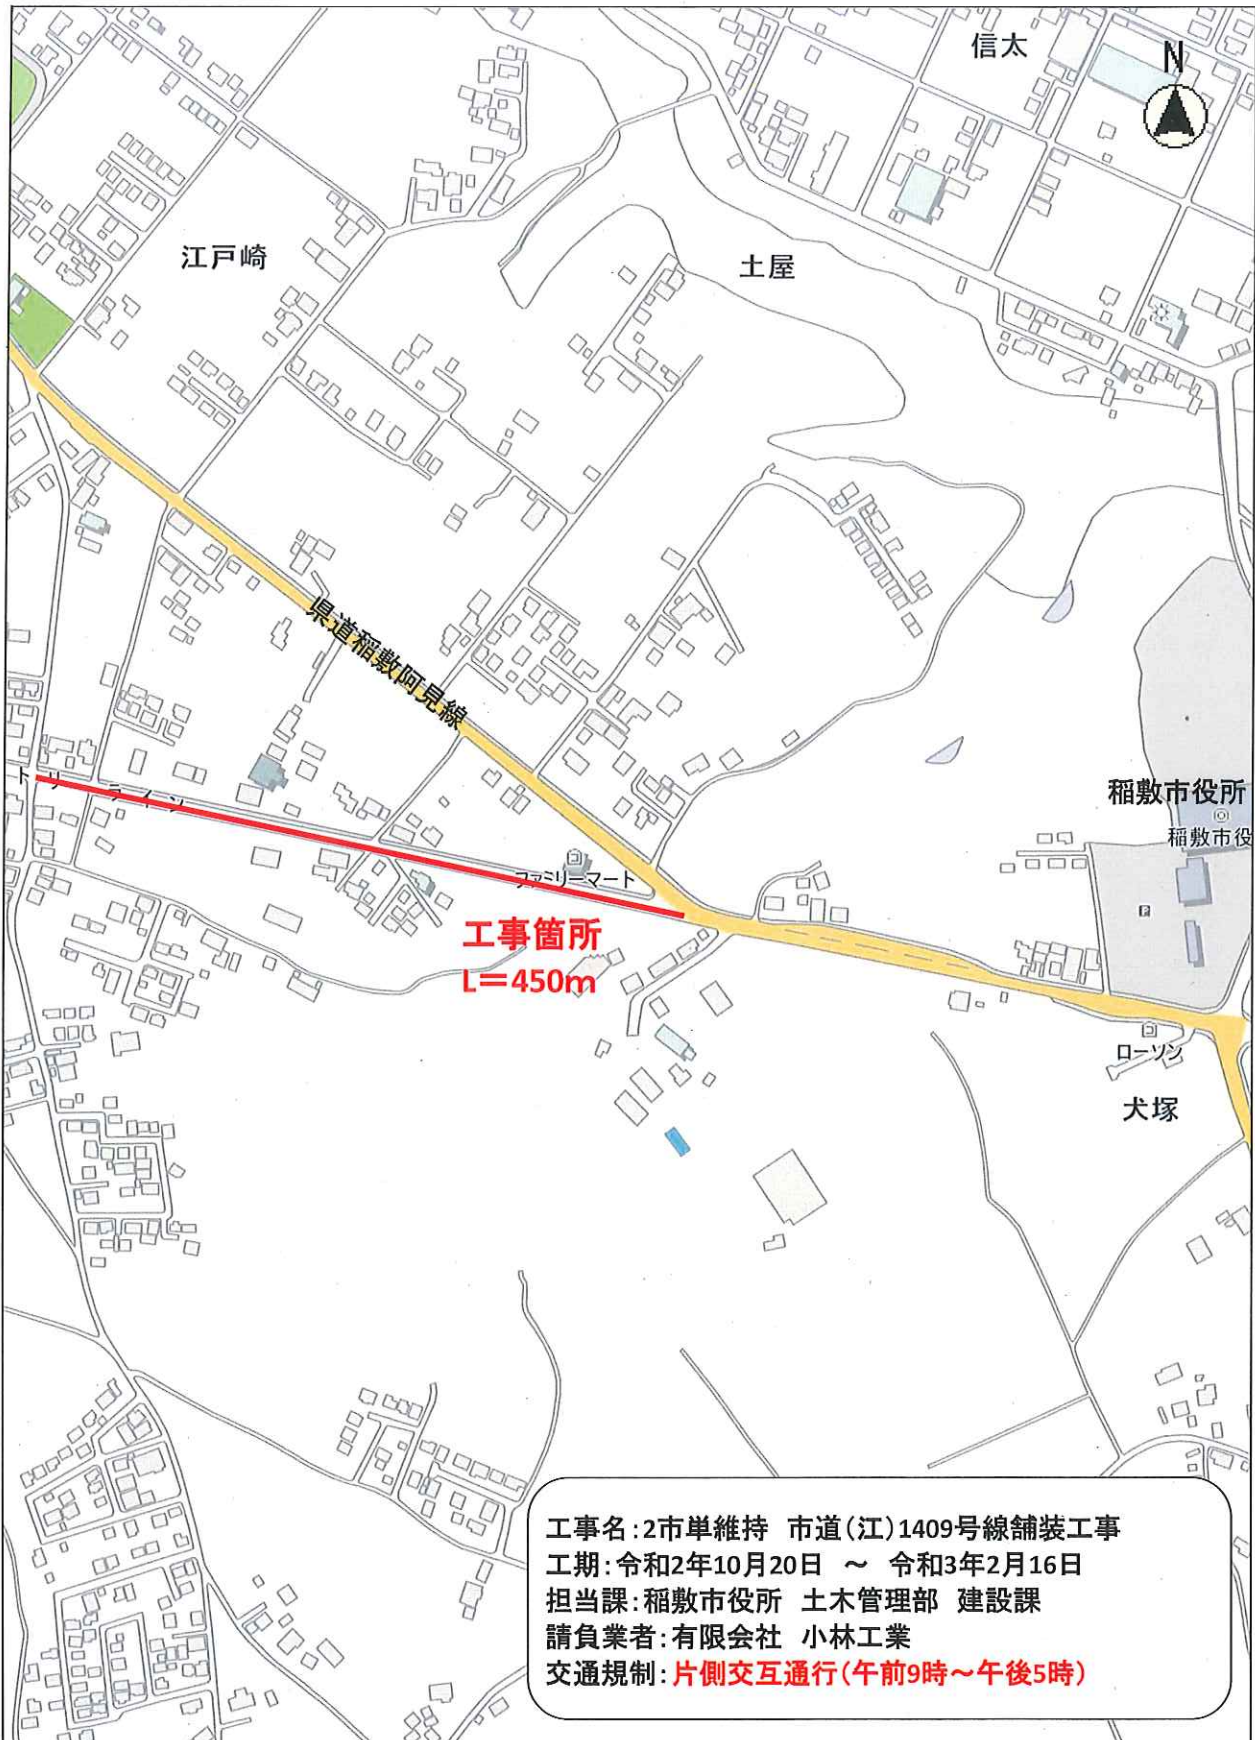 信太
N
江戸崎
土屋
県道稲敷阿見線
トリーライン
稲敷市役所
稲敷市役
ファミリーマート
工事箇所
L=450m
P
ローソン
犬塚
工事名:2市単維持 市道(江)1409号線舗装工事
工期:令和2年10月20日 ~ 令和3年2月16日
担当課:稲敷市役所 土木管理部 建設課
請負業者:有限会社 小林工業
交通規制:片側交互通行(午前9時~午後5時)